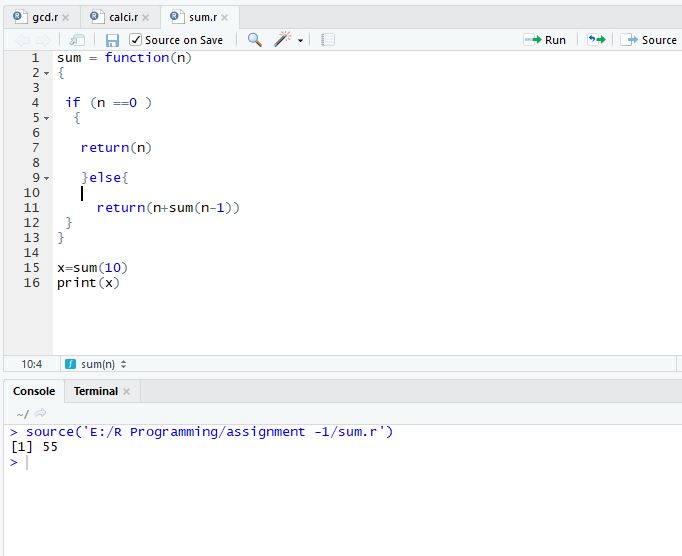 gcd.r × calci.r × sum.r ×
Source on Save Run Source
1 sum = function(n)
2 {
3
4 if (n ==0 )
5 {
6
7 return(n)
8
9 }else{
10
11 return(n+sum(n-1))
12 }
13 }
14
15 x=sum(10)
16 print(x)
10:4 f sum(n)
Console Terminal ×
~/
> source('E:/R Programming/assignment -1/sum.r')
[1] 55
>